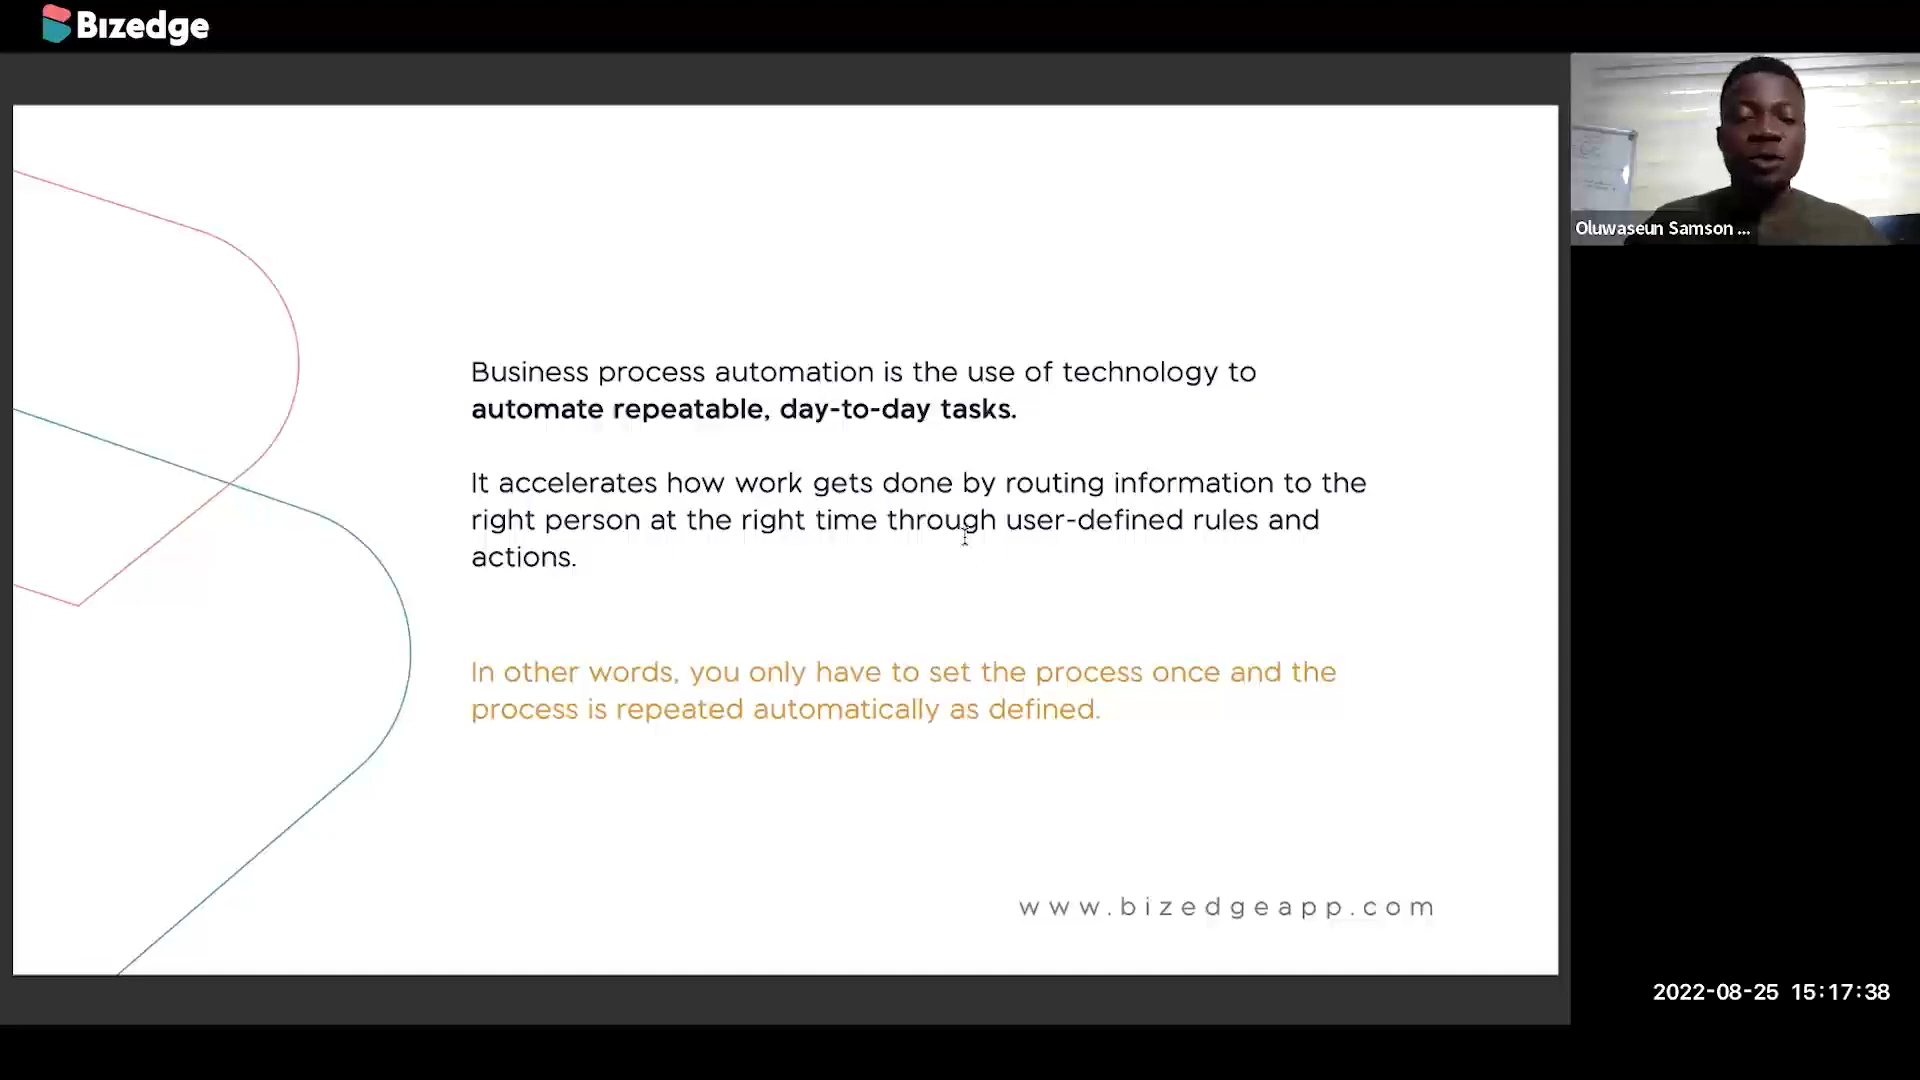 Bizedge
Oluwaseun Samson ...
Business process automation is the use of technology to
automate repeatable, day-to-day tasks.
It accelerates how work gets done by routing information to the
right person at the right time through user-defined rules and
actions.
In other words, you only have to set the process once and the
process is repeated automatically as defined.
www.bizedgeapp.com
2022-08-25 15:17:38